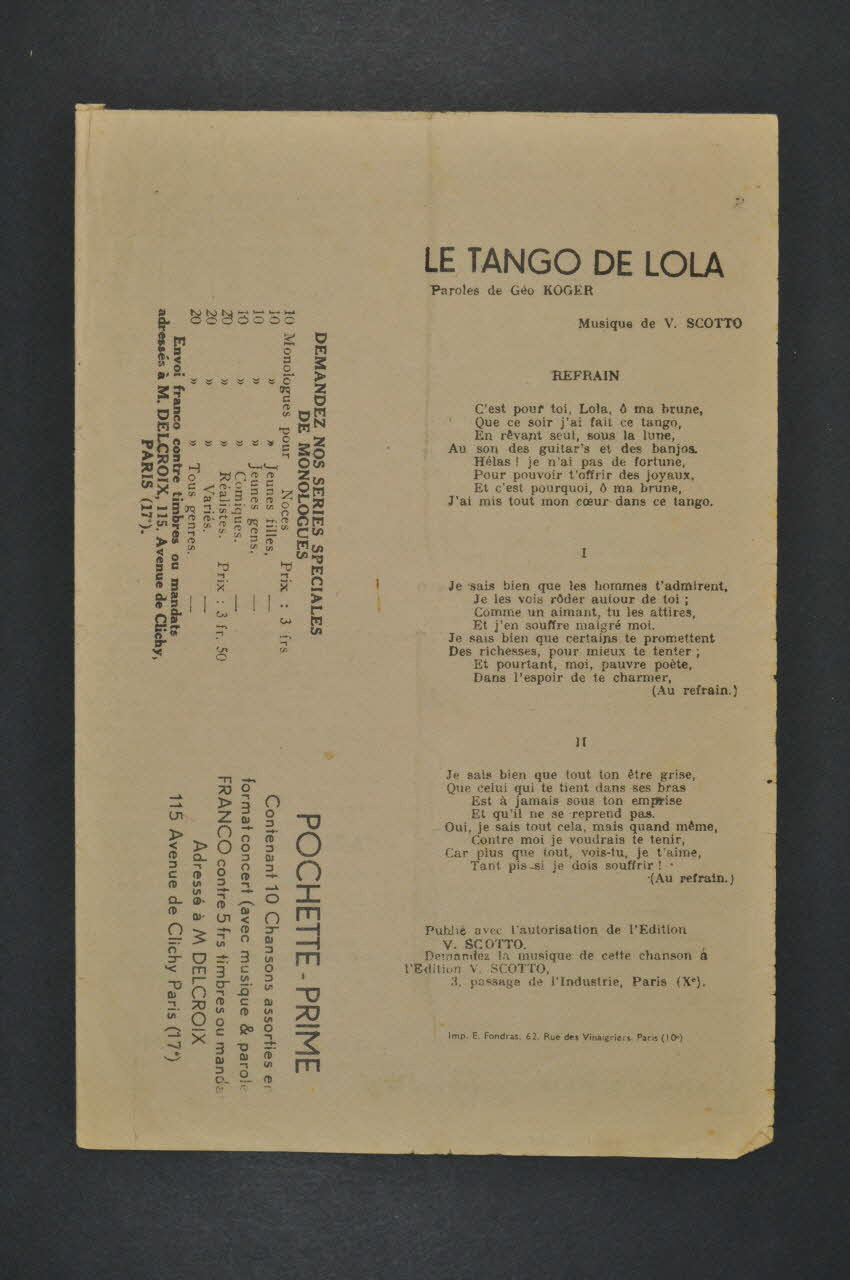 LE TANGO DE LOLA
Paroles de Géo KOGER
Musique de V. SCOTTO
REFRAIN
C'est pour toi, Lola, ô ma brune,
Que ce soir j'ai fait ce tango,
En rêvant seul, sous la lune,
Au son des guitar's et des banjos.
Hélas ! je n'ai pas de fortune,
Pour pouvoir t'offrir des joyaux,
Et c'est pourquoi, ô ma brune,
J'ai mis tout mon cœur dans ce tango.
I
Je sais bien que les hommes t'admirent,
Je les vois rôder autour de toi ;
Comme un aimant, tu les attires,
Et j'en souffre malgré moi.
Je sais bien que certains te promettent
Des richesses, pour mieux te tenter ;
Et pourtant, moi, pauvre poète,
Dans l'espoir de te charmer,
(Au refrain.)
II
Je sais bien que tout ton être grise,
Que celui qui te tient dans ses bras
Est à jamais sous ton emprise
Et qu'il ne se reprend pas.
Oui, je sais tout cela, mais quand même,
Contre moi je voudrais te tenir,
Car plus que tout, vois-tu, je t'aime,
Tant pis si je dois souffrir !
(Au refrain.)
Publié avec l'autorisation de l'Edition
V. SCOTTO.
Demandez la musique de cette chanson à
l'Edition V. SCOTTO,
3, passage de l'Industrie, Paris (Xᵉ).
Imp. E. Fondras, 62, Rue des Vinaigriers, Paris (10ᵉ)
DEMANDEZ NOS SERIES SPECIALES
DE MONOLOGUES
10 Monologues pour Noces Prix : 3 frs
10 » » Jeunes filles, —
10 » » Jeunes gens, —
10 » » Comiques. —
20 » » Réalistes. Prix : 3 fr. 50
20 » » Variés. —
20 » » Tous genres. —
Envoi franco contre timbres ou mandats
adressés à M. DELCROIX, 115, Avenue de Clichy,
PARIS (17ᵉ).
POCHETTE-PRIME
Contenant 10 Chansons assorties en
format concert (avec musique & parole
FRANCO contre 5 frs timbres ou manda
Adressé à M DELCROIX
115 Avenue de Clichy Paris (17ᵉ)